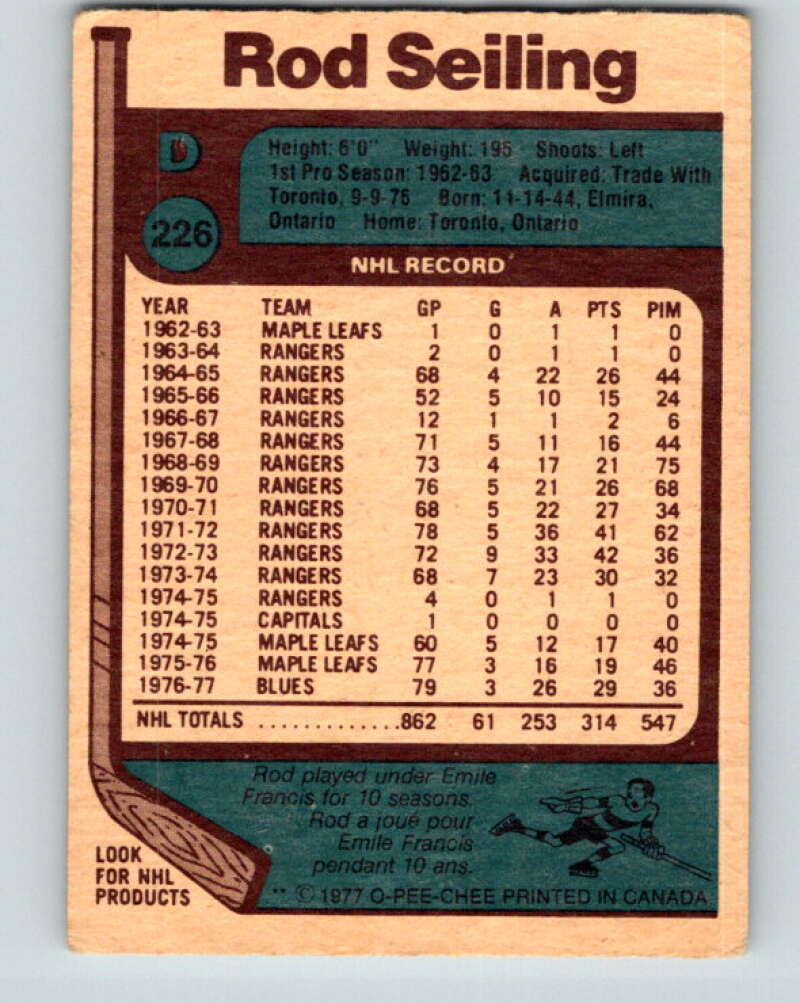 Rod Seiling
D
Height: 6'0" Weight: 195 Shoots: Left
1st Pro Season: 1962-63 Acquired: Trade With
Toronto, 9-9-76 Born: 11-14-44, Elmira,
Ontario Home: Toronto, Ontario
226
NHL RECORD
YEAR TEAM GP G A PTS PIM
1962-63 MAPLE LEAFS 1 0 1 1 0
1963-64 RANGERS 2 0 1 1 0
1964-65 RANGERS 68 4 22 26 44
1965-66 RANGERS 52 5 10 15 24
1966-67 RANGERS 12 1 1 2 6
1967-68 RANGERS 71 5 11 16 44
1968-69 RANGERS 73 4 17 21 75
1969-70 RANGERS 76 5 21 26 68
1970-71 RANGERS 68 5 22 27 34
1971-72 RANGERS 78 5 36 41 62
1972-73 RANGERS 72 9 33 42 36
1973-74 RANGERS 68 7 23 30 32
1974-75 RANGERS 4 0 1 1 0
1974-75 CAPITALS 1 0 0 0 0
1974-75 MAPLE LEAFS 60 5 12 17 40
1975-76 MAPLE LEAFS 77 3 16 19 46
1976-77 BLUES 79 3 26 29 36
NHL TOTALS .............862 61 253 314 547
Rod played under Emile
Francis for 10 seasons.
Rod a joué pour
Emile Francis
pendant 10 ans.
LOOK
FOR NHL
PRODUCTS
** © 1977 O-PEE-CHEE PRINTED IN CANADA